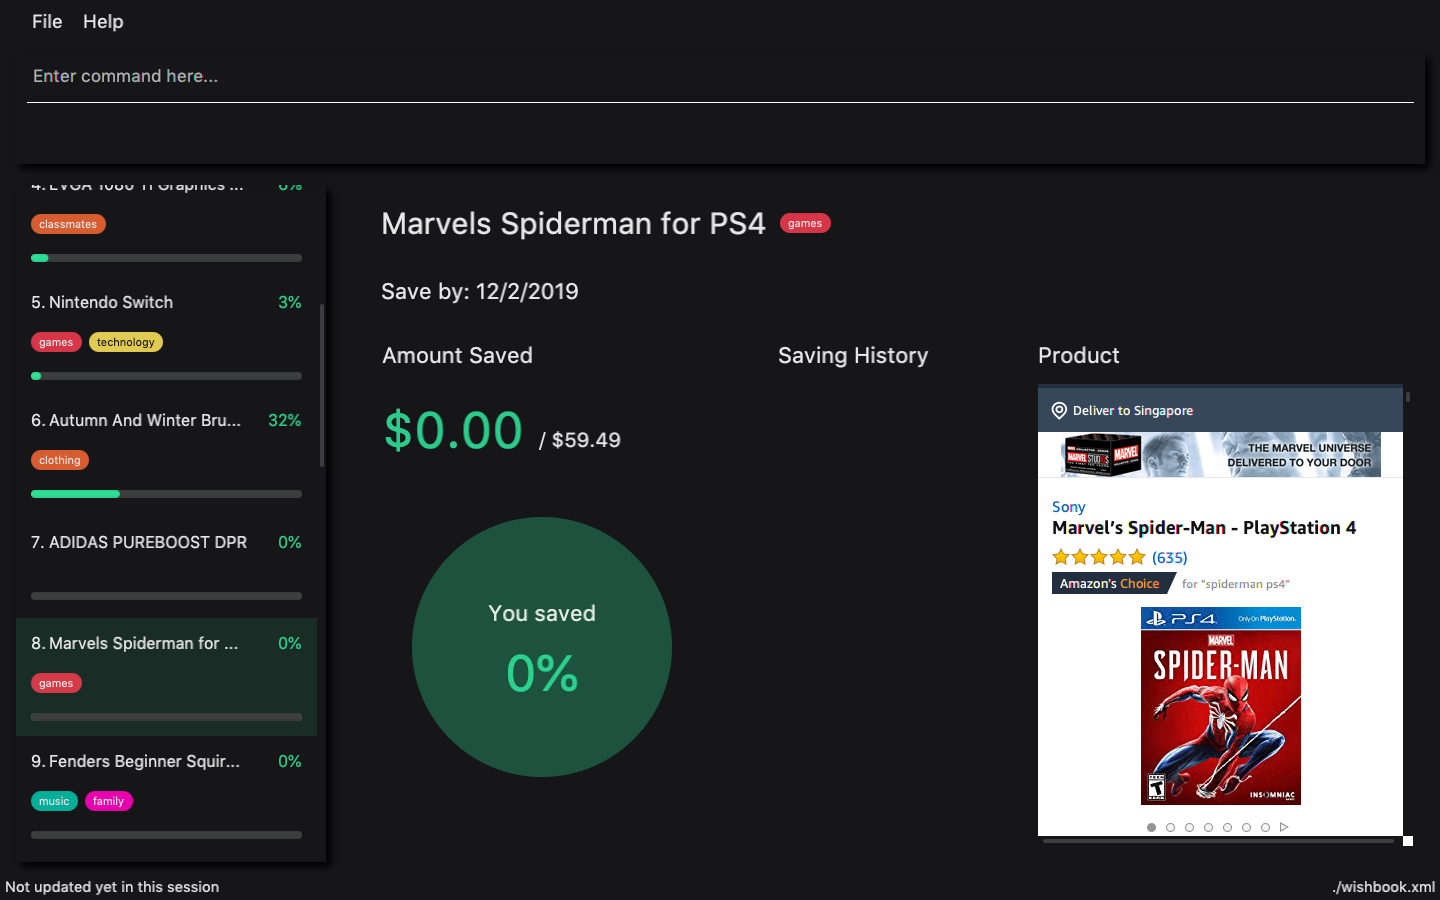 File Help
Enter command here...
4. EVGA 1080 Ti Graphics ... 6%
classmates
5. Nintendo Switch 3%
games technology
6. Autumn And Winter Bru... 32%
clothing
7. ADIDAS PUREBOOST DPR 0%
8. Marvels Spiderman for ... 0%
games
9. Fenders Beginner Squir... 0%
music family
Marvels Spiderman for PS4 games
Save by: 12/2/2019
Amount Saved
$0.00 / $59.49
You saved
0%
Saving History
Product
Deliver to Singapore
MARVEL STUDIOS
MARVEL
THE MARVEL UNIVERSE
DELIVERED TO YOUR DOOR
Sony
Marvel’s Spider-Man - PlayStation 4
(635)
Amazon's Choice for "spiderman ps4"
PS4 Only On PlayStation.
MARVEL
SPIDER-MAN
TEEN
T
INSOMNIAC
Not updated yet in this session
./wishbook.xml